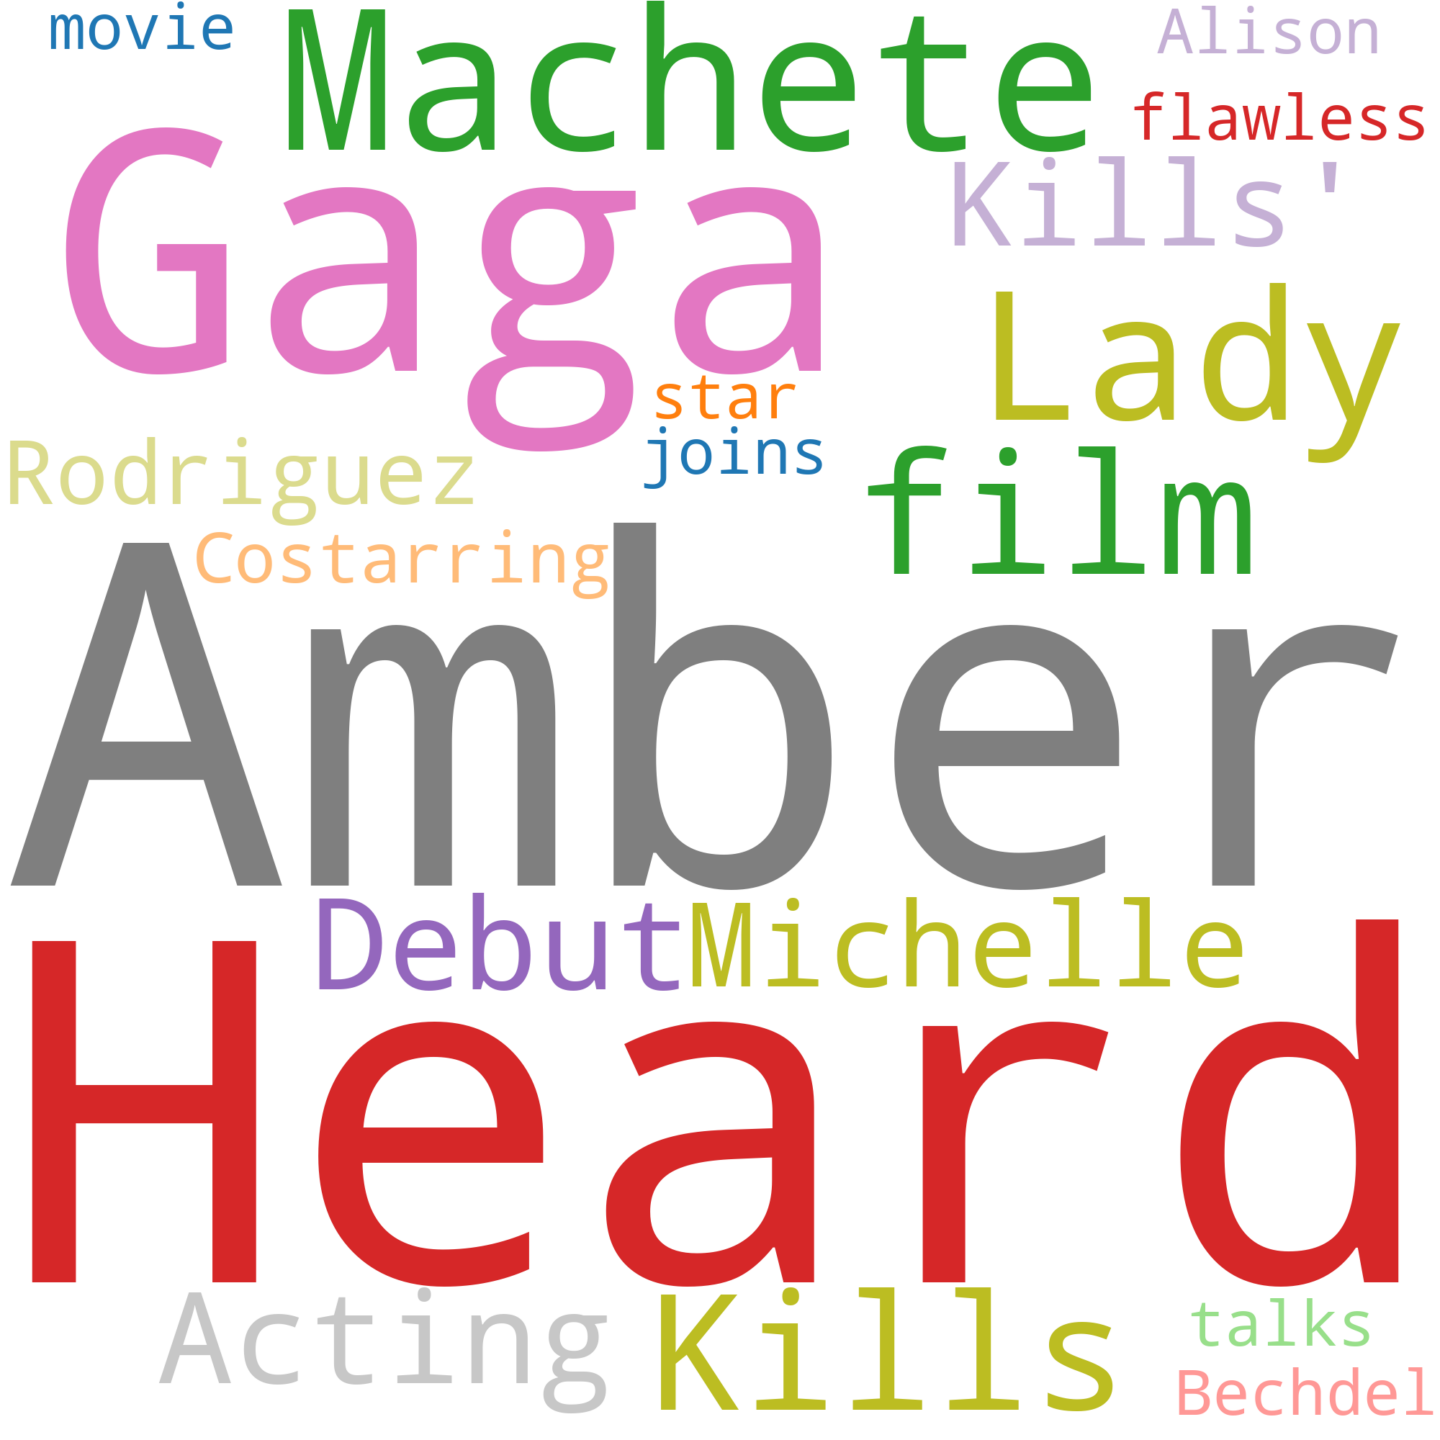 movie
Machete
Alison
flawless
Gaga
Kills'
Lady
star
joins
Rodriguez
film
Costarring
Amber
Debut
Michelle
Heard
Acting
Kills
talks
Bechdel